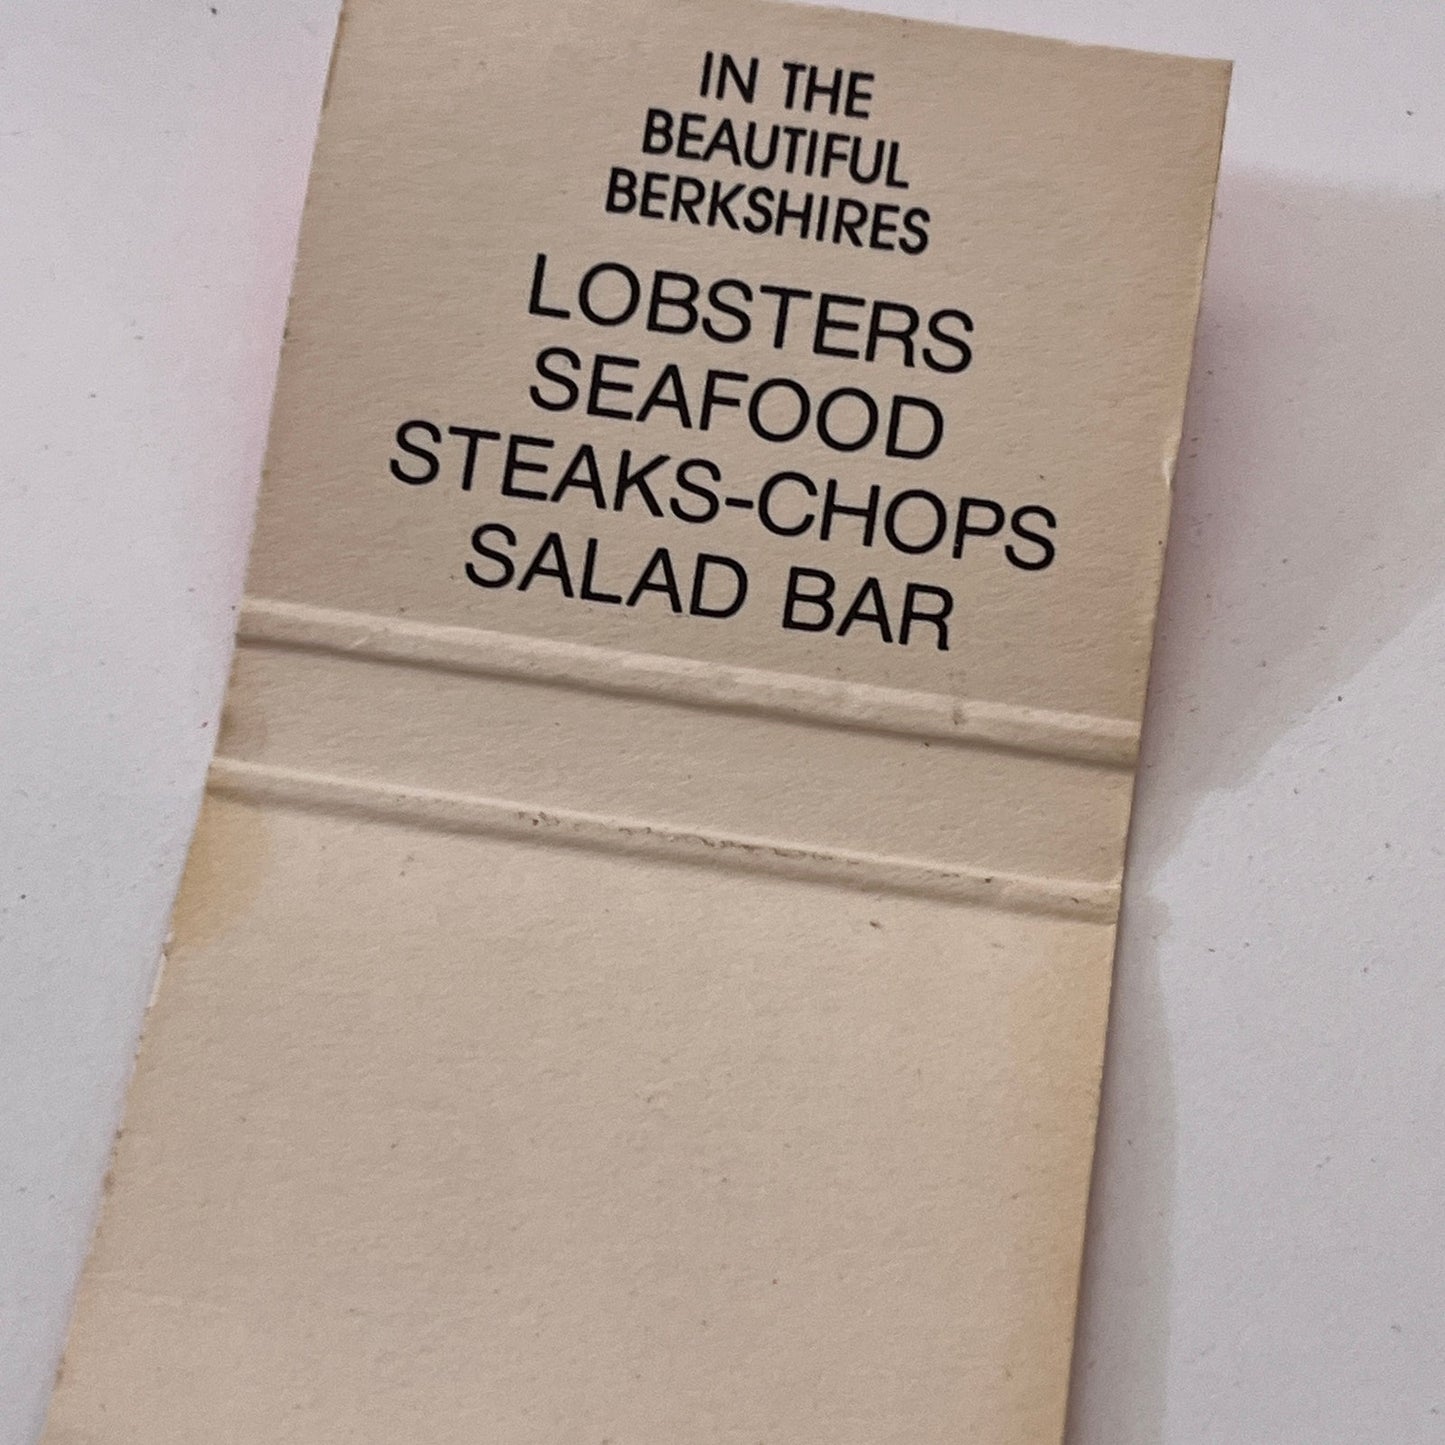 IN THE
BEAUTIFUL
BERKSHIRES
LOBSTERS
SEAFOOD
STEAKS-CHOPS
SALAD BAR